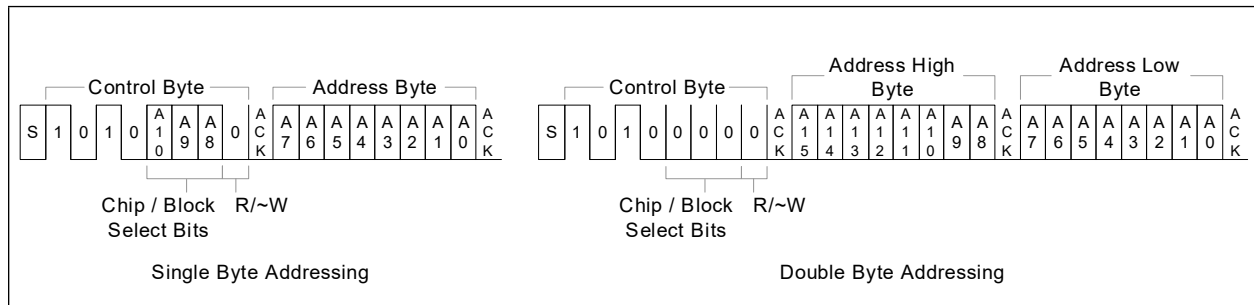 Control Byte
Address Byte
S 1 0 1 0 A10 A9 A8 0 ACK A7 A6 A5 A4 A3 A2 A1 A0 ACK
Chip / Block
Select Bits
R/~W
Single Byte Addressing
Control Byte
Address High
Byte
Address Low
Byte
S 1 0 1 0 0 0 0 0 ACK A15 A14 A13 A12 A11 A10 A9 A8 ACK A7 A6 A5 A4 A3 A2 A1 A0 ACK
Chip / Block
Select Bits
R/~W
Double Byte Addressing